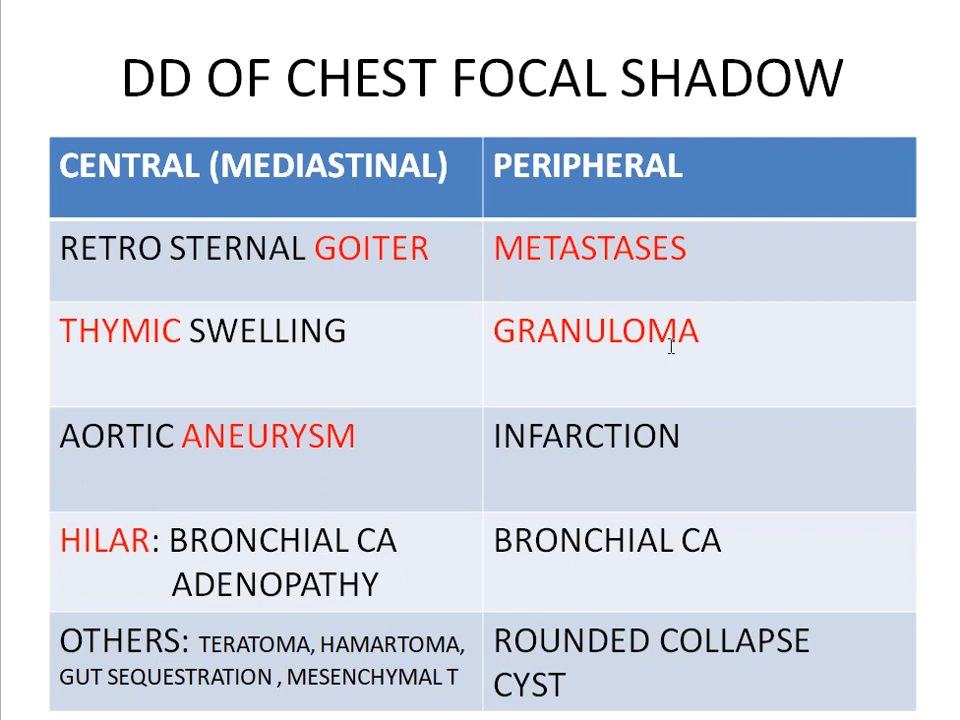 DD OF CHEST FOCAL SHADOW
CENTRAL (MEDIASTINAL)
PERIPHERAL
RETRO STERNAL GOITER
METASTASES
THYMIC SWELLING
GRANULOMA
AORTIC ANEURYSM
INFARCTION
HILAR: BRONCHIAL CA
ADENOPATHY
BRONCHIAL CA
OTHERS: TERATOMA, HAMARTOMA,
GUT SEQUESTRATION , MESENCHYMAL T
ROUNDED COLLAPSE
CYST